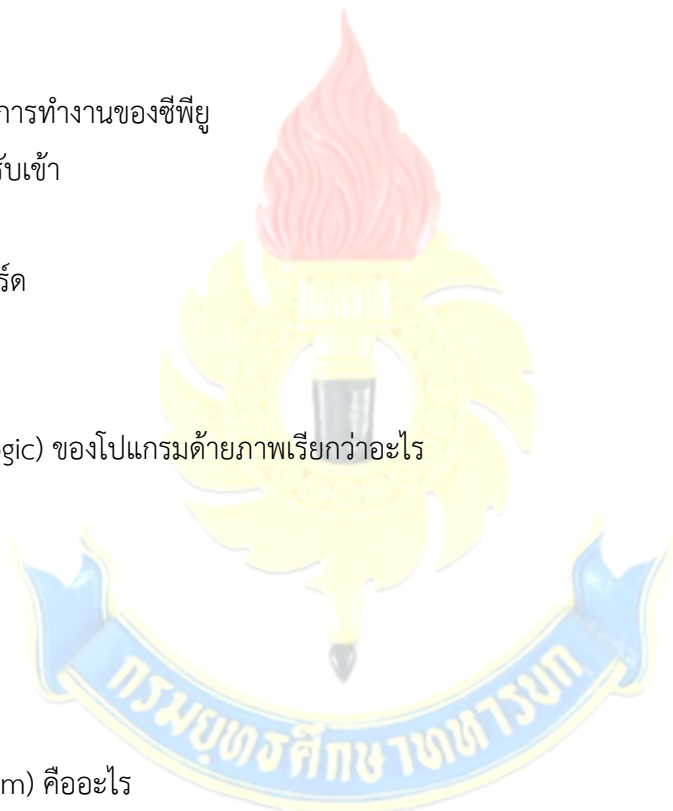 การทำงานของซีพียู
รับเข้า
ร์ด
gic) ของโปแกรมด้ายภาพเรียกว่าอะไร
กรมยุทธศึกษาทหารบก
m) คืออะไร